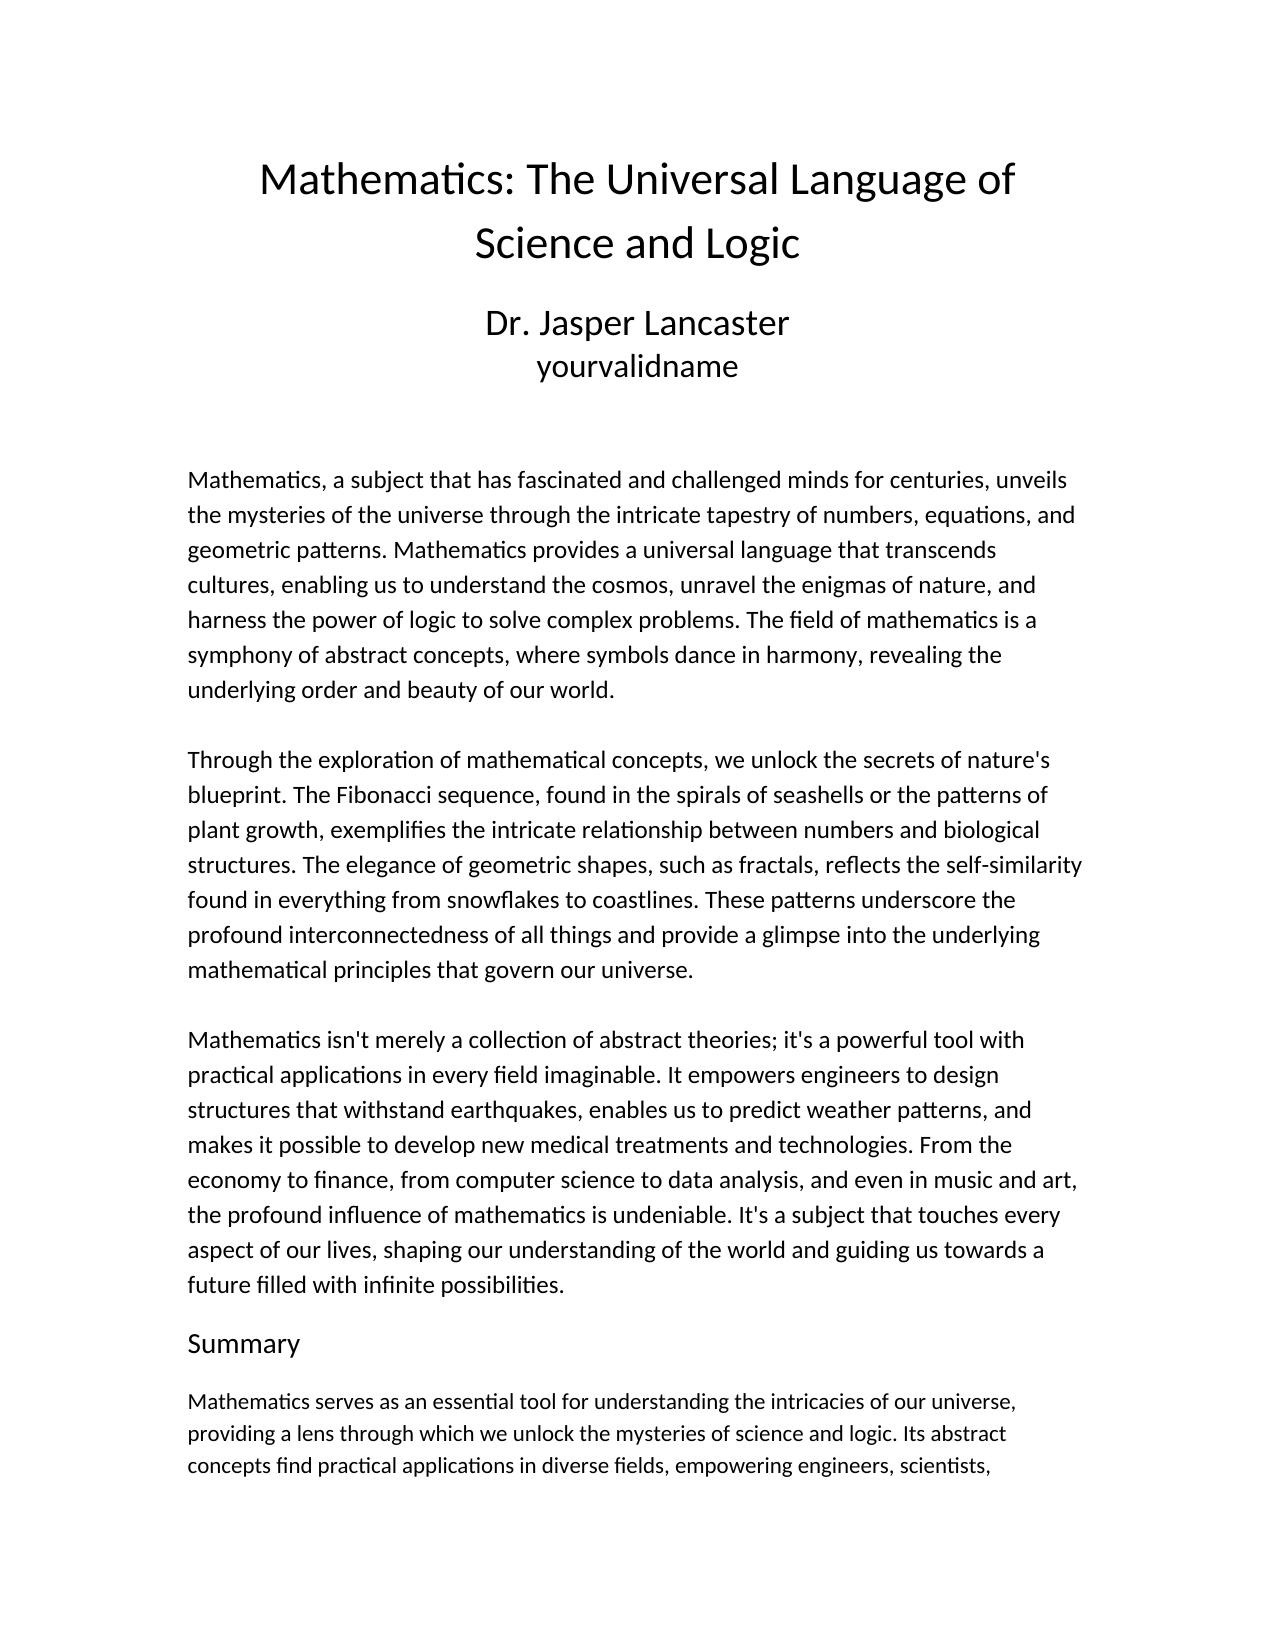 Mathematics: The Universal Language of
Science and Logic
Dr. Jasper Lancaster
yourvalidname
Mathematics, a subject that has fascinated and challenged minds for centuries, unveils
the mysteries of the universe through the intricate tapestry of numbers, equations, and
geometric patterns. Mathematics provides a universal language that transcends
cultures, enabling us to understand the cosmos, unravel the enigmas of nature, and
harness the power of logic to solve complex problems. The field of mathematics is a
symphony of abstract concepts, where symbols dance in harmony, revealing the
underlying order and beauty of our world.
Through the exploration of mathematical concepts, we unlock the secrets of nature's
blueprint. The Fibonacci sequence, found in the spirals of seashells or the patterns of
plant growth, exemplifies the intricate relationship between numbers and biological
structures. The elegance of geometric shapes, such as fractals, reflects the self-similarity
found in everything from snowflakes to coastlines. These patterns underscore the
profound interconnectedness of all things and provide a glimpse into the underlying
mathematical principles that govern our universe.
Mathematics isn't merely a collection of abstract theories; it's a powerful tool with
practical applications in every field imaginable. It empowers engineers to design
structures that withstand earthquakes, enables us to predict weather patterns, and
makes it possible to develop new medical treatments and technologies. From the
economy to finance, from computer science to data analysis, and even in music and art,
the profound influence of mathematics is undeniable. It's a subject that touches every
aspect of our lives, shaping our understanding of the world and guiding us towards a
future filled with infinite possibilities.
Summary
Mathematics serves as an essential tool for understanding the intricacies of our universe,
providing a lens through which we unlock the mysteries of science and logic. Its abstract
concepts find practical applications in diverse fields, empowering engineers, scientists,